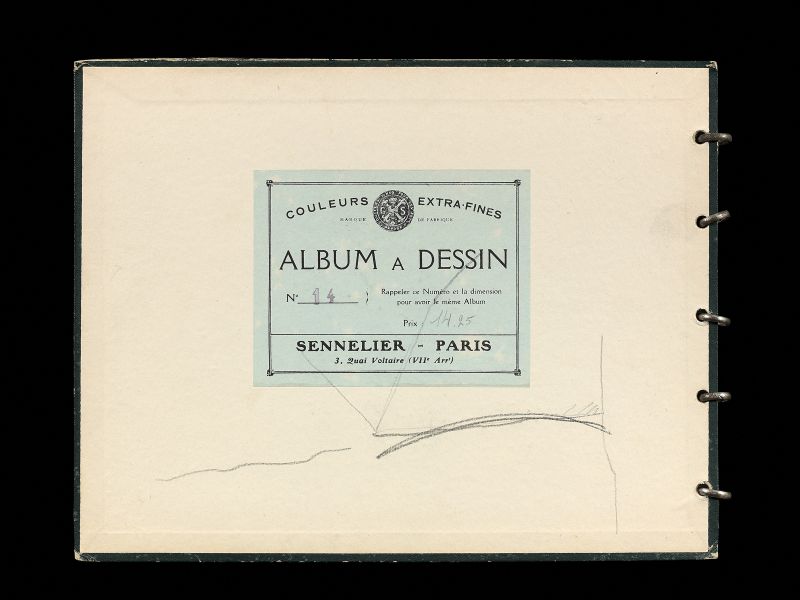 COULEURS EXTRA-FINES
MARQUE DE FABRIQUE
ALBUM A DESSIN
No 14
Rappeler ce Numéro et la dimension
pour avoir le même Album
Prix 14.25
SENNELIER - PARIS
3, Quai Voltaire (VIIe Arrt)